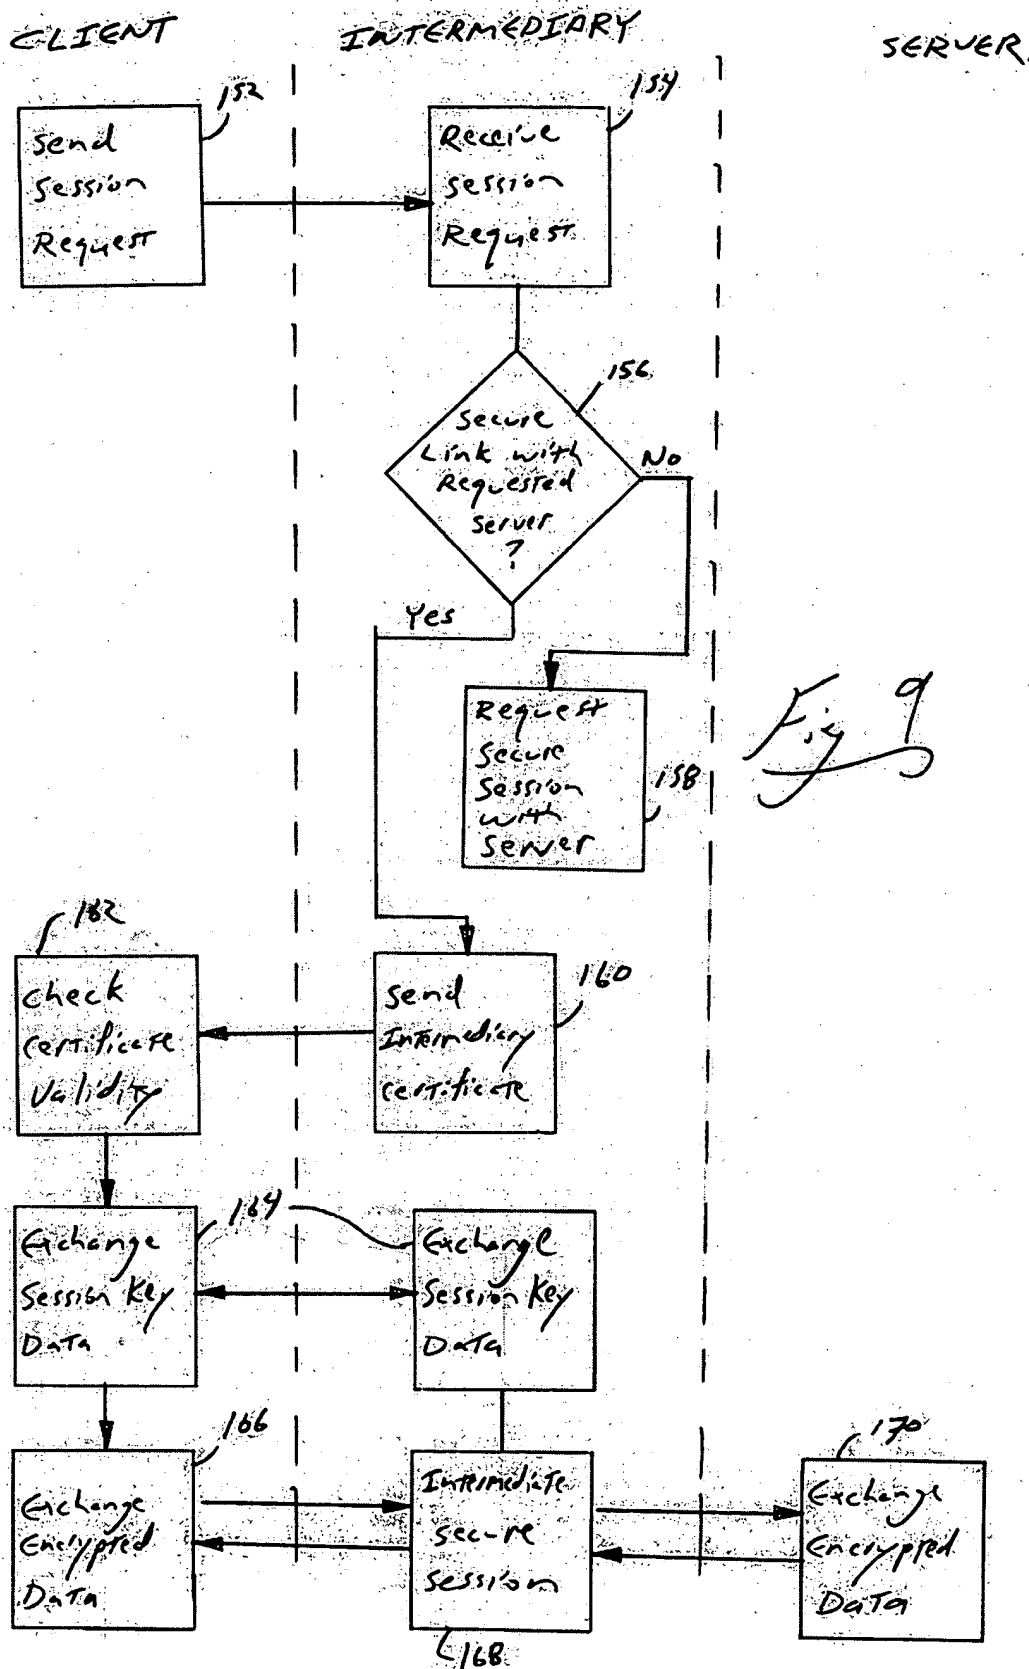 CLIENT
INTERMEDIARY
SERVER
152
Send
Session
Request
154
Receive
Session
Request
156
Secure
Link with
Requested
Server
?
No
Yes
Request
Secure
Session
with
Server
158
Fig 9
162
Check
Certificate
Validity
160
Send
Intermediary
Certificate
164
Exchange
Session Key
Data
Exchange
Session Key
Data
166
Exchange
Encrypted
Data
Intermediate
secure
session
168
170
Exchange
Encrypted
Data